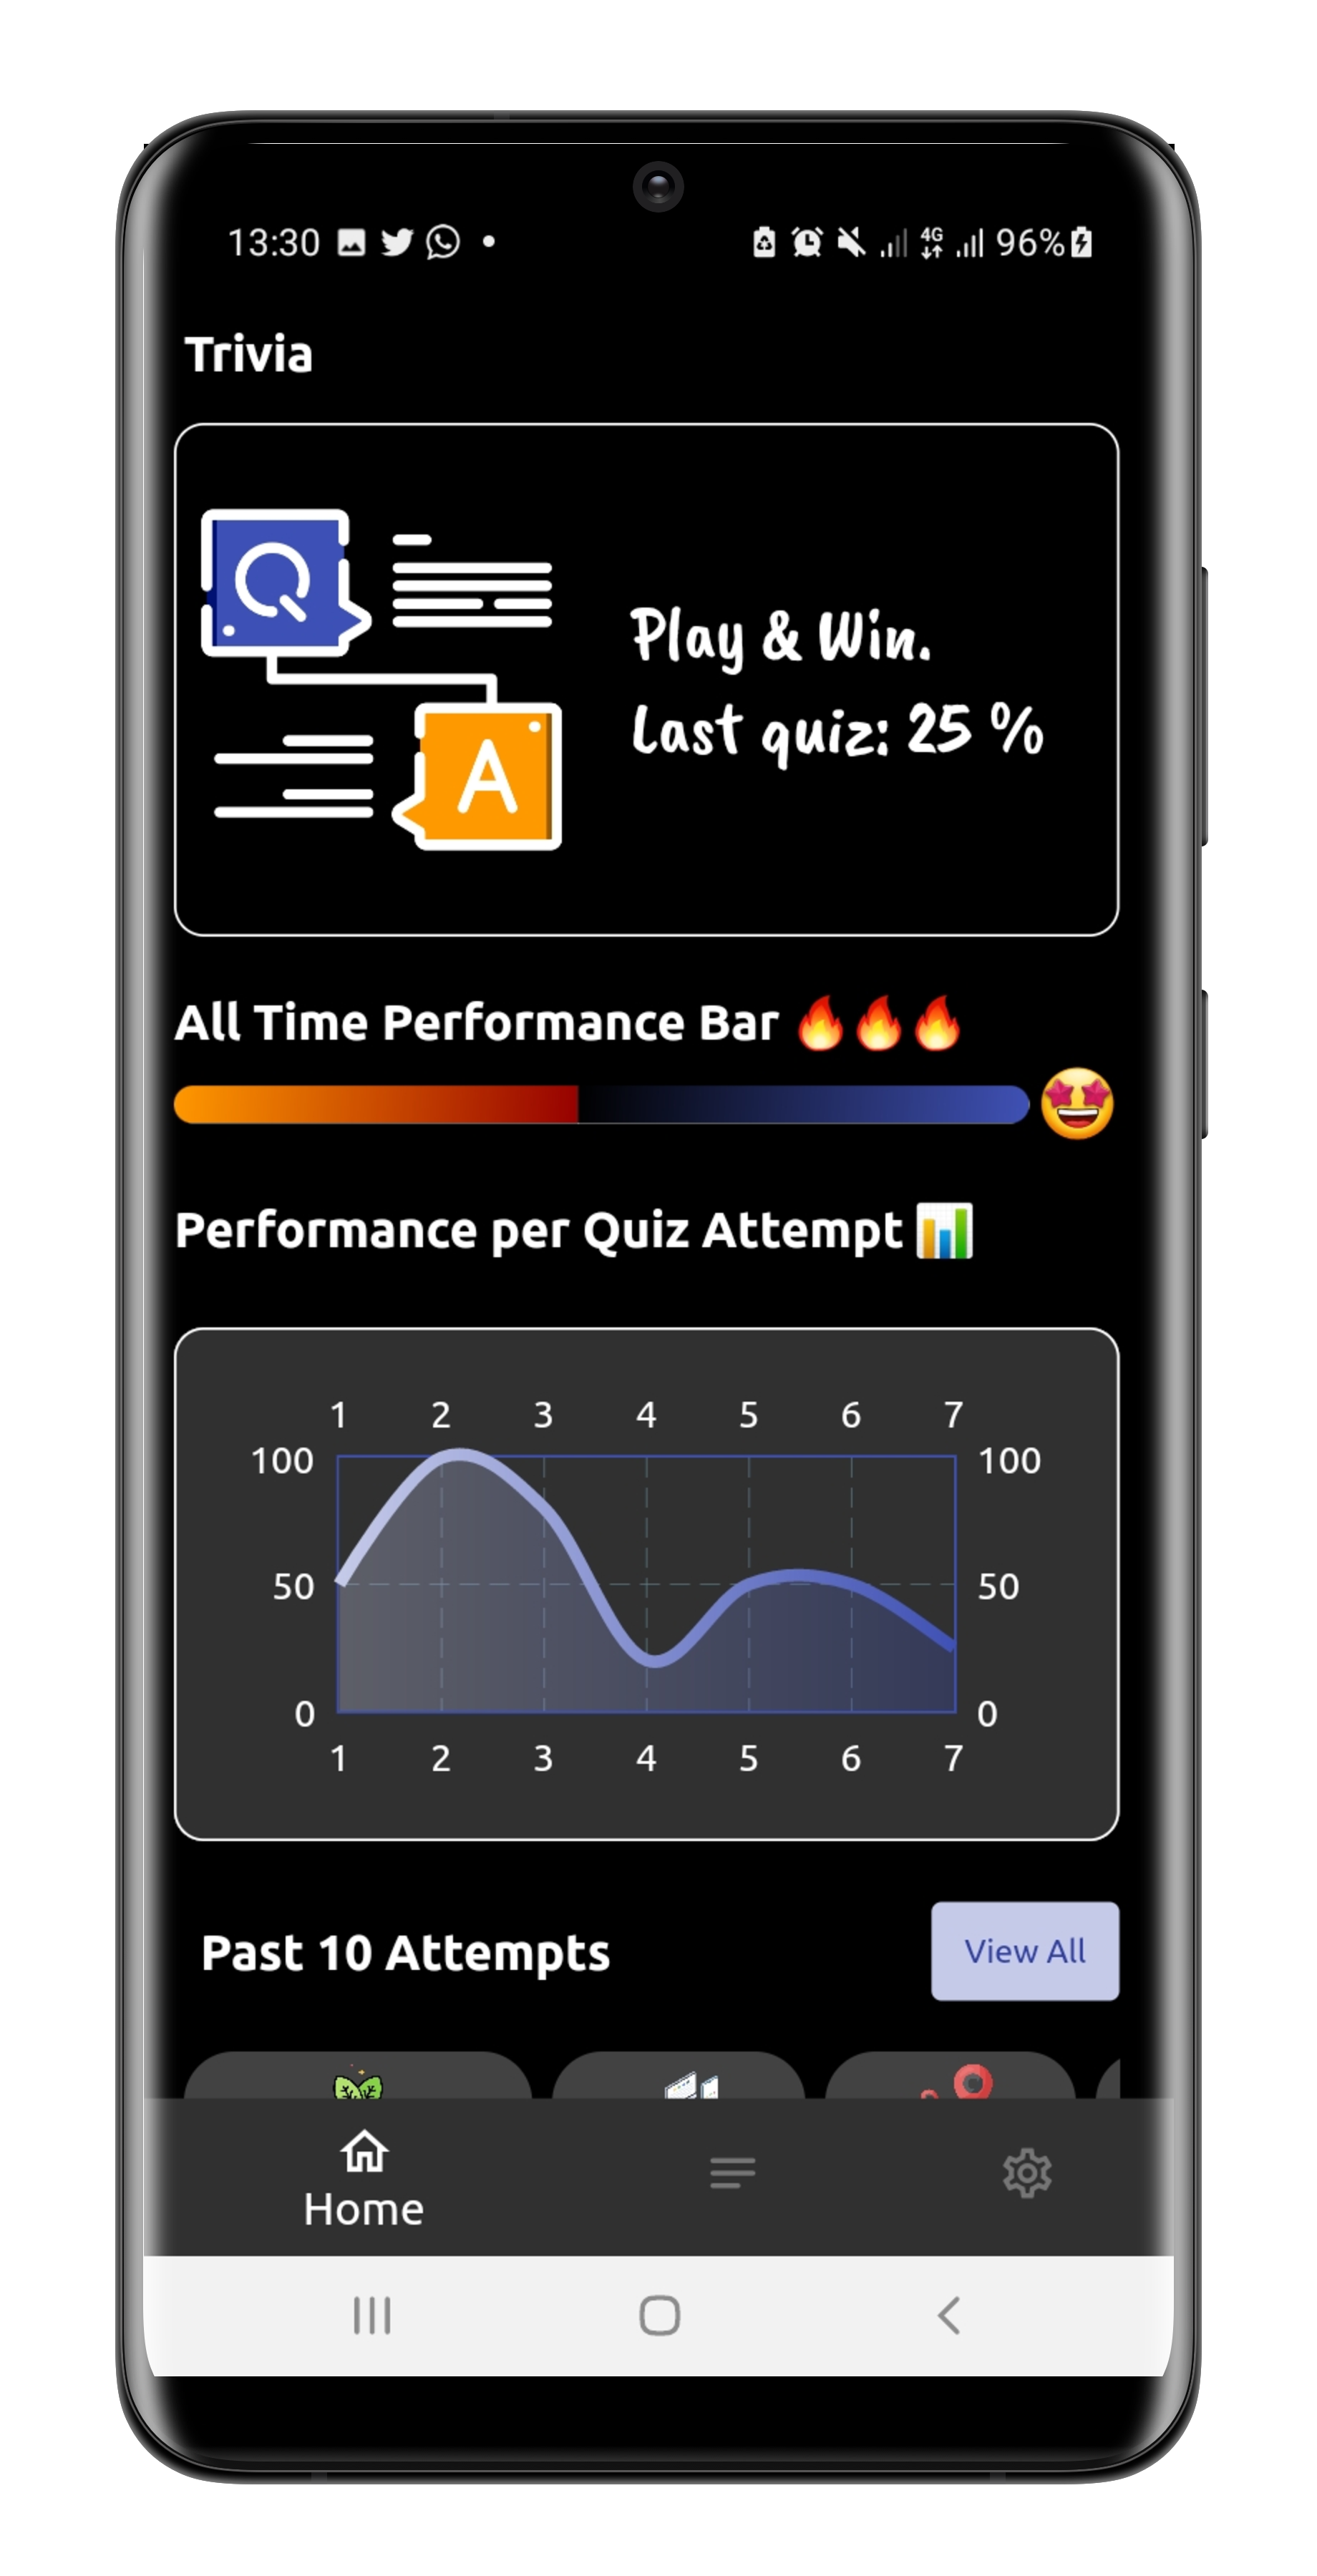 13:30 4G 96%
Trivia
Q
A
Play & Win.
Last quiz: 25 %
All Time Performance Bar 🔥🔥🔥
Performance per Quiz Attempt 📊
1 2 3 4 5 6 7
100 100
50 50
0 0
1 2 3 4 5 6 7
Past 10 Attempts View All
Home